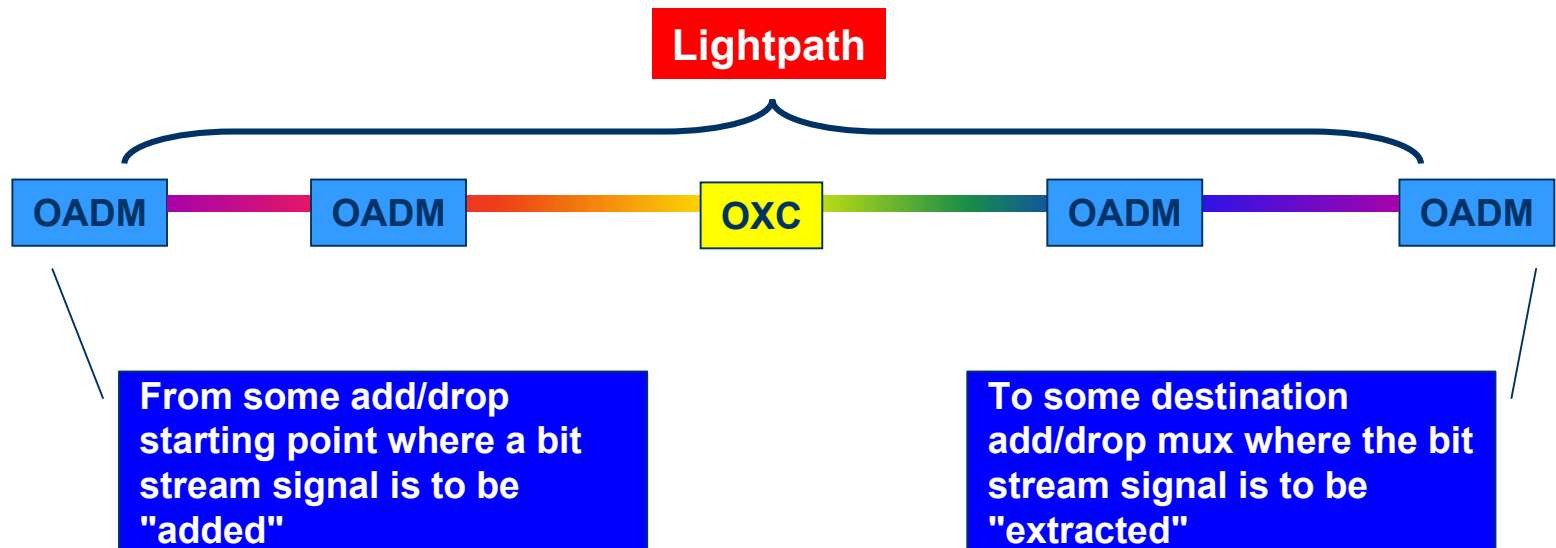 Lightpath
OADM OADM OXC OADM OADM
From some add/drop
starting point where a bit
stream signal is to be
"added"
To some destination
add/drop mux where the bit
stream signal is to be
"extracted"